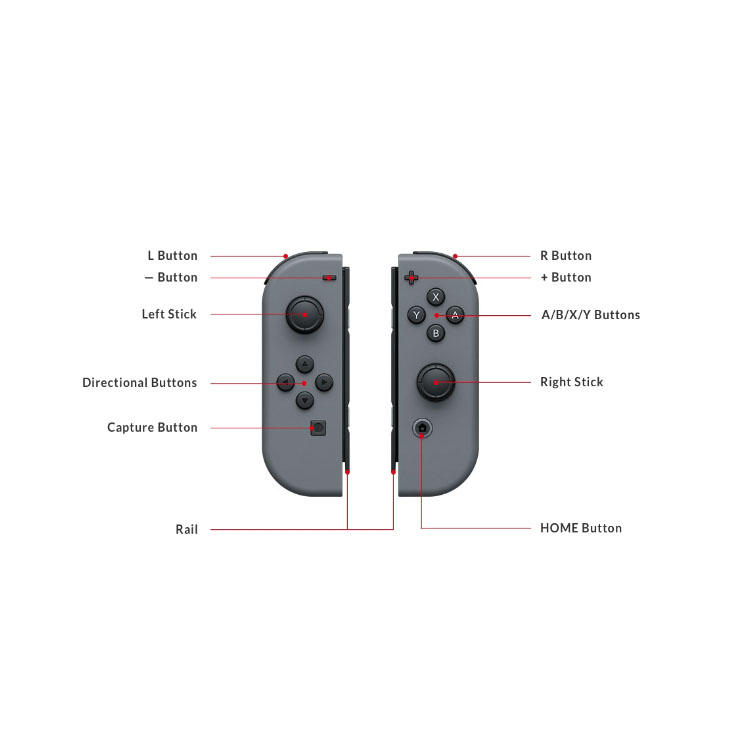 L Button
— Button
Left Stick
Directional Buttons
Capture Button
Rail
R Button
+ Button
X
Y
A
B
A/B/X/Y Buttons
Right Stick
HOME Button